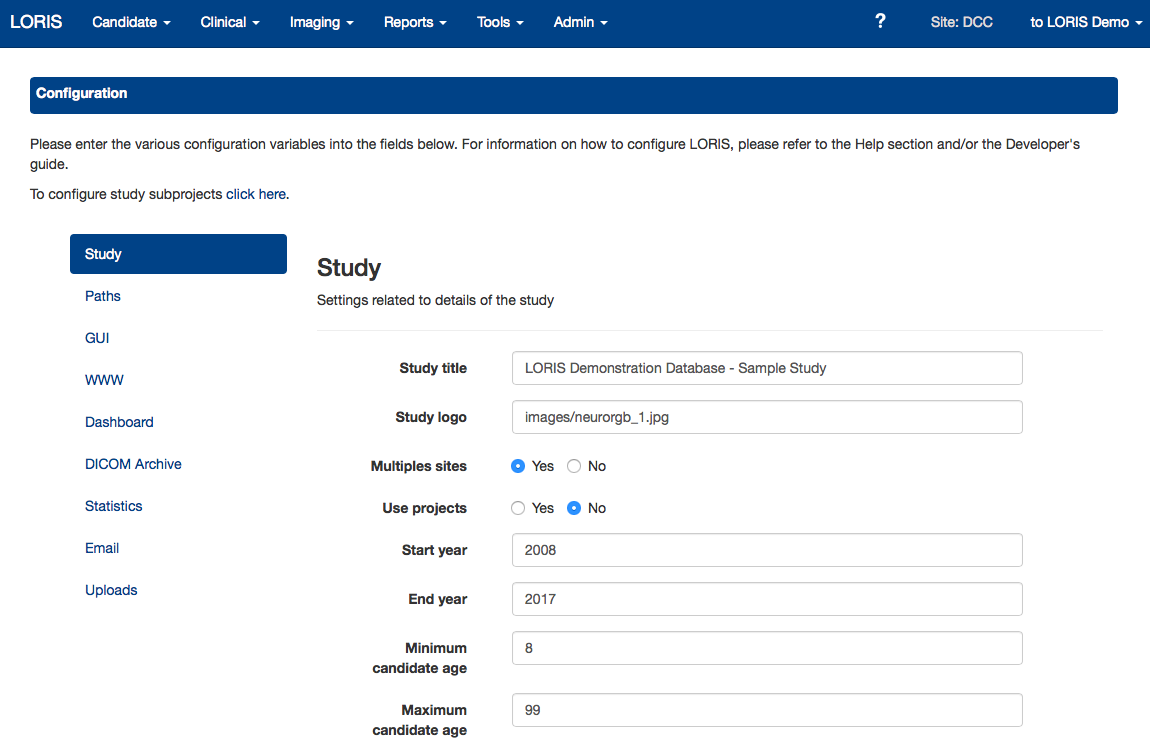 LORIS Candidate Clinical Imaging Reports Tools Admin ? Site: DCC to LORIS Demo
Configuration
Please enter the various configuration variables into the fields below. For information on how to configure LORIS, please refer to the Help section and/or the Developer's
guide.
To configure study subprojects click here.
Study
Paths
GUI
WWW
Dashboard
DICOM Archive
Statistics
Email
Uploads
Study
Settings related to details of the study
Study title LORIS Demonstration Database - Sample Study
Study logo images/neurorgb_1.jpg
Multiples sites Yes No
Use projects Yes No
Start year 2008
End year 2017
Minimum
candidate age 8
Maximum
candidate age 99